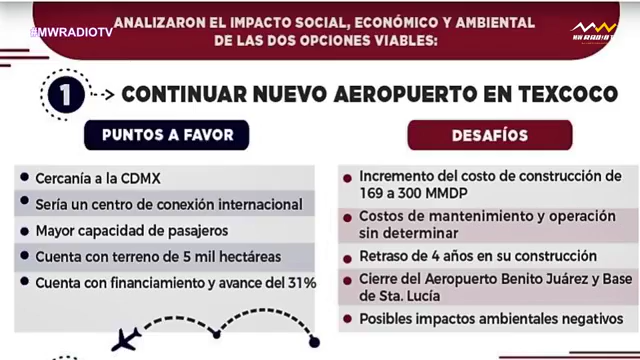 #MWRADIOTV
ANALIZARON EL IMPACTO SOCIAL, ECONÓMICO Y AMBIENTAL
DE LAS DOS OPCIONES VIABLES:
MW RADIO TV
1
CONTINUAR NUEVO AEROPUERTO EN TEXCOCO
PUNTOS A FAVOR
Cercanía a la CDMX
Sería un centro de conexión internacional
Mayor capacidad de pasajeros
Cuenta con terreno de 5 mil hectáreas
Cuenta con financiamiento y avance del 31%
DESAFÍOS
Incremento del costo de construcción de
169 a 300 MMDP
Costos de mantenimiento y operación
sin determinar
Retraso de 4 años en su construcción
Cierre del Aeropuerto Benito Juárez y Base
de Sta. Lucía
Posibles impactos ambientales negativos